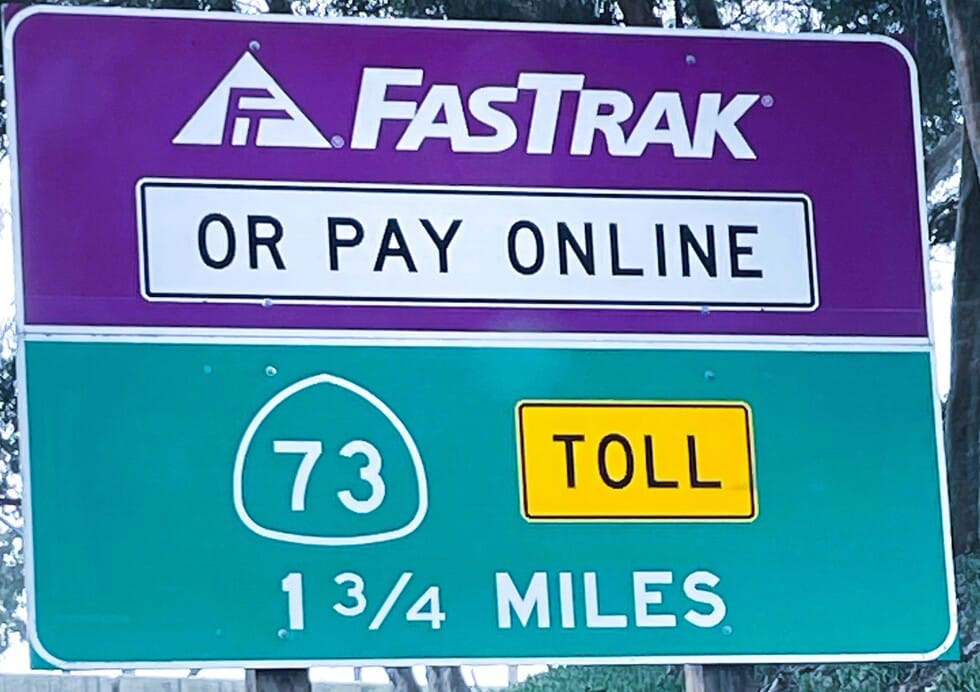 FASTRAK®
OR PAY ONLINE
73 TOLL
1 3/4 MILES